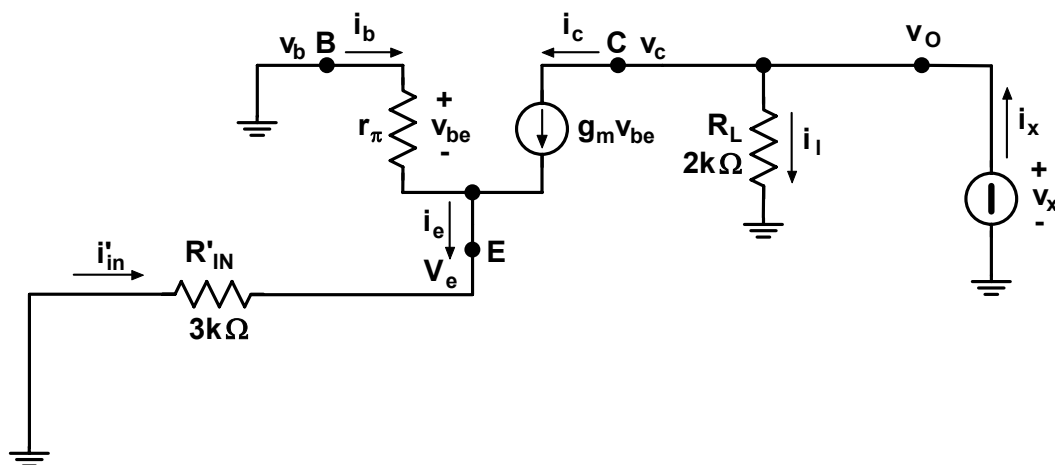 v_b B i_b
i_c C v_c
v_O
r_π
+
v_be
-
g_m v_be
R_L
2kΩ
i_l
i_x
+
v_x
-
i_e
E
V_e
i'_in
R'_IN
3kΩ